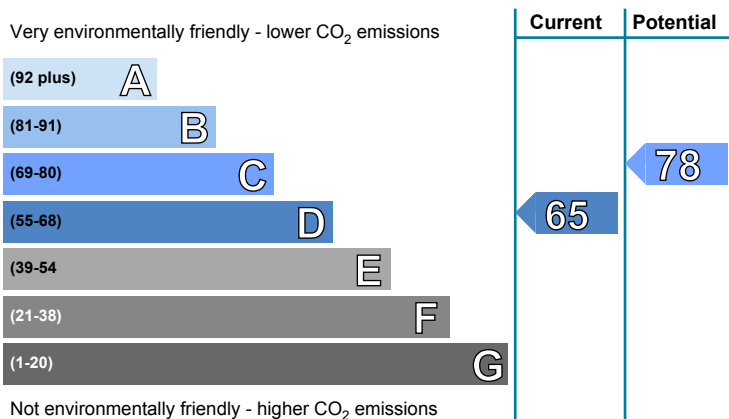 Very environmentally friendly - lower CO2 emissions
Current
Potential
(92 plus) A
(81-91) B
(69-80) C
78
(55-68) D
65
(39-54 E
(21-38) F
(1-20) G
Not environmentally friendly - higher CO2 emissions